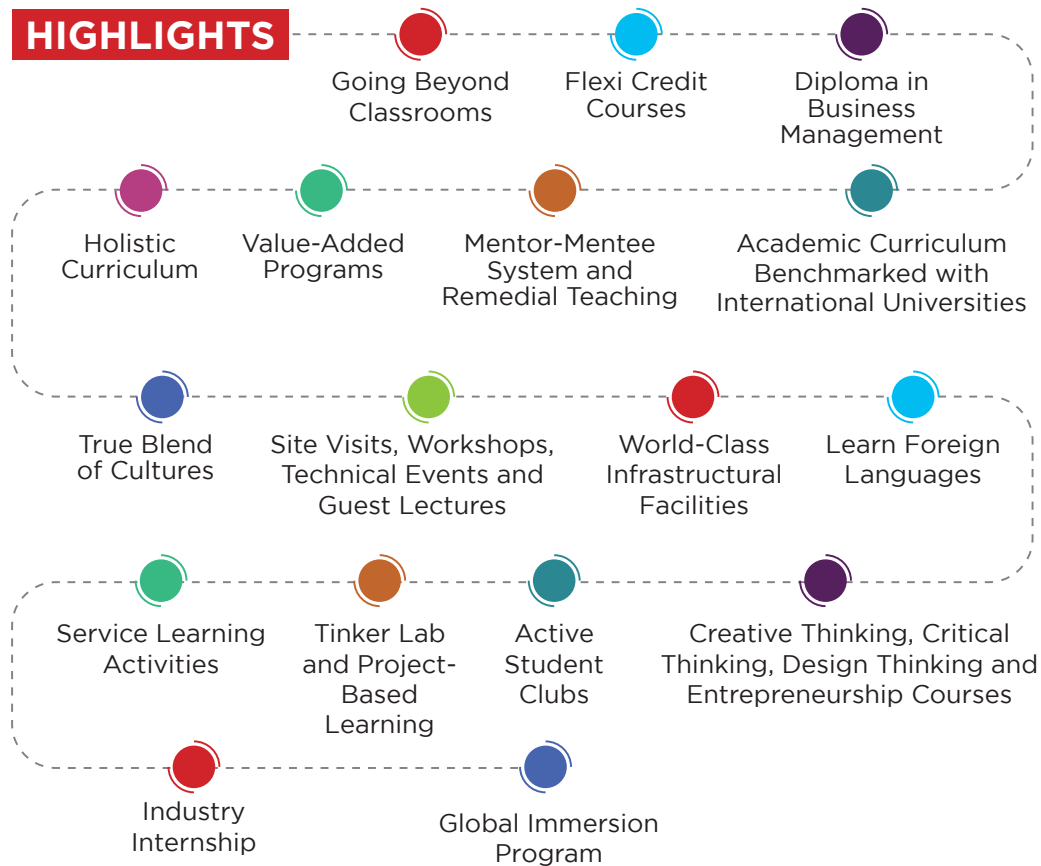 HIGHLIGHTS
Going Beyond
Classrooms
Flexi Credit
Courses
Diploma in
Business
Management
Holistic
Curriculum
Value-Added
Programs
Mentor-Mentee
System and
Remedial Teaching
Academic Curriculum
Benchmarked with
International Universities
True Blend
of Cultures
Site Visits, Workshops,
Technical Events and
Guest Lectures
World-Class
Infrastructural
Facilities
Learn Foreign
Languages
Service Learning
Activities
Tinker Lab
and Project-
Based
Learning
Active
Student
Clubs
Creative Thinking, Critical
Thinking, Design Thinking and
Entrepreneurship Courses
Industry
Internship
Global Immersion
Program